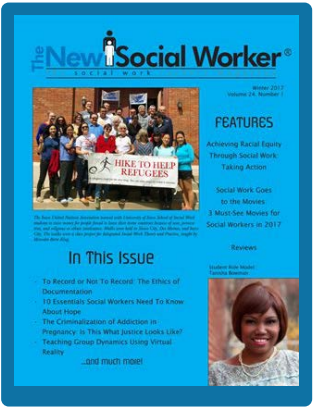 The New Social Worker®
social work
Winter 2017
Volume 24, Number 1
FEATURES
Achieving Racial Equity
Through Social Work:
Taking Action
Social Work Goes
to the Movies
3 Must-See Movies for
Social Workers in 2017
Reviews
HIKE TO HELP
REFUGEES
In This Issue
To Record or Not To Record: The Ethics of
Documentation
10 Essentials Social Workers Need To Know
About Hope
The Criminalization of Addiction in
Pregnancy: Is This What Justice Looks Like?
Teaching Group Dynamics Using Virtual
Reality
...and much more!
Student Role Model: